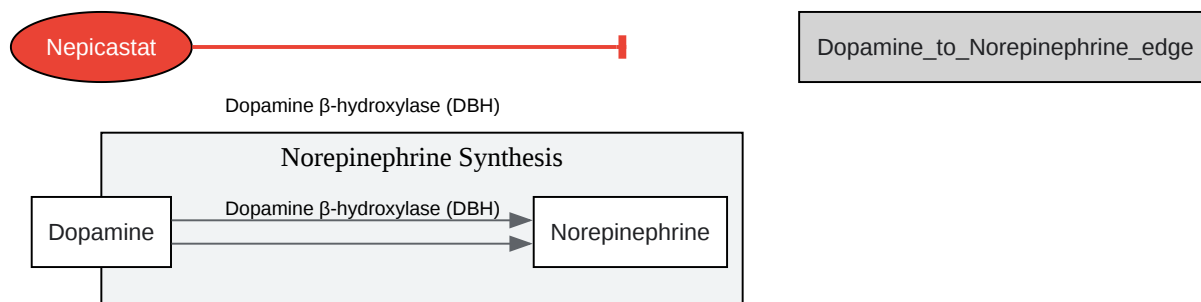 Nepicastat
Dopamine_to_Norepinephrine_edge
Dopamine β-hydroxylase (DBH)
Norepinephrine Synthesis
Dopamine β-hydroxylase (DBH)
Dopamine
Norepinephrine